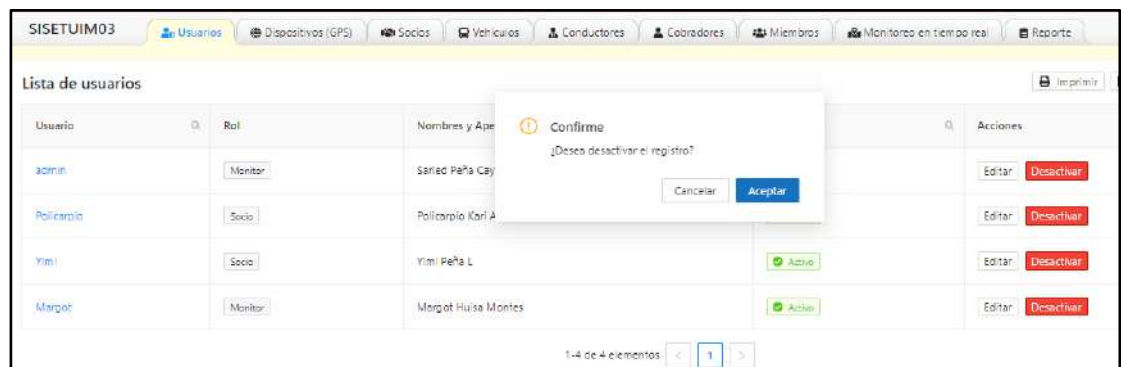 SISETUIM03 Usuarios Dispositivos (GPS) Socios Vehiculos Conductores Cobradores Miembros Monitoreo en tiempo real Reporte
Lista de usuarios Imprimir
Usuario Rol Nombres y Ape Acciones
Confirme
¿Desea desactivar el registro?
Cancelar Aceptar
admin Monitor Saried Peña Cay Editar Desactivar
Policarpio Socio Policarpio Kari A Editar Desactivar
Yimi Socio Yimi Peña L Activo Editar Desactivar
Margot Monitor Margot Huisa Montes Activo Editar Desactivar
1-4 de 4 elementos < 1 >